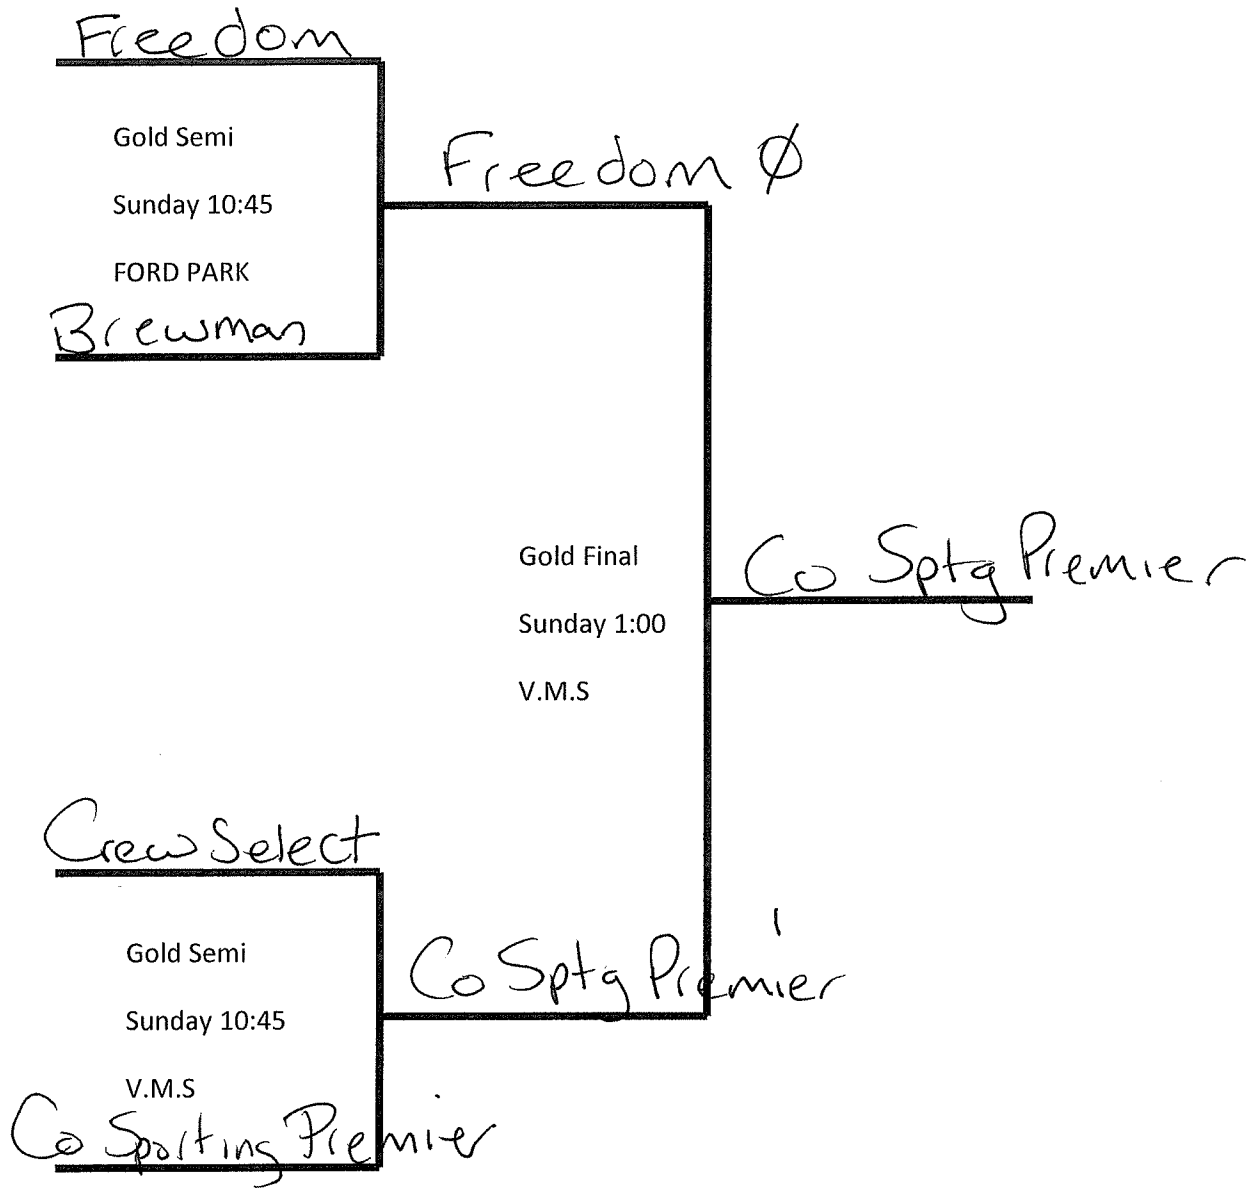 Freedom
Gold Semi
Sunday 10:45
FORD PARK
Brewman
Freedom Ø
Gold Final
Sunday 1:00
V.M.S
Co Sptg Premier
Crew Select
Gold Semi
Sunday 10:45
V.M.S
Co Sporting Premier
Co Sptg Premier 1